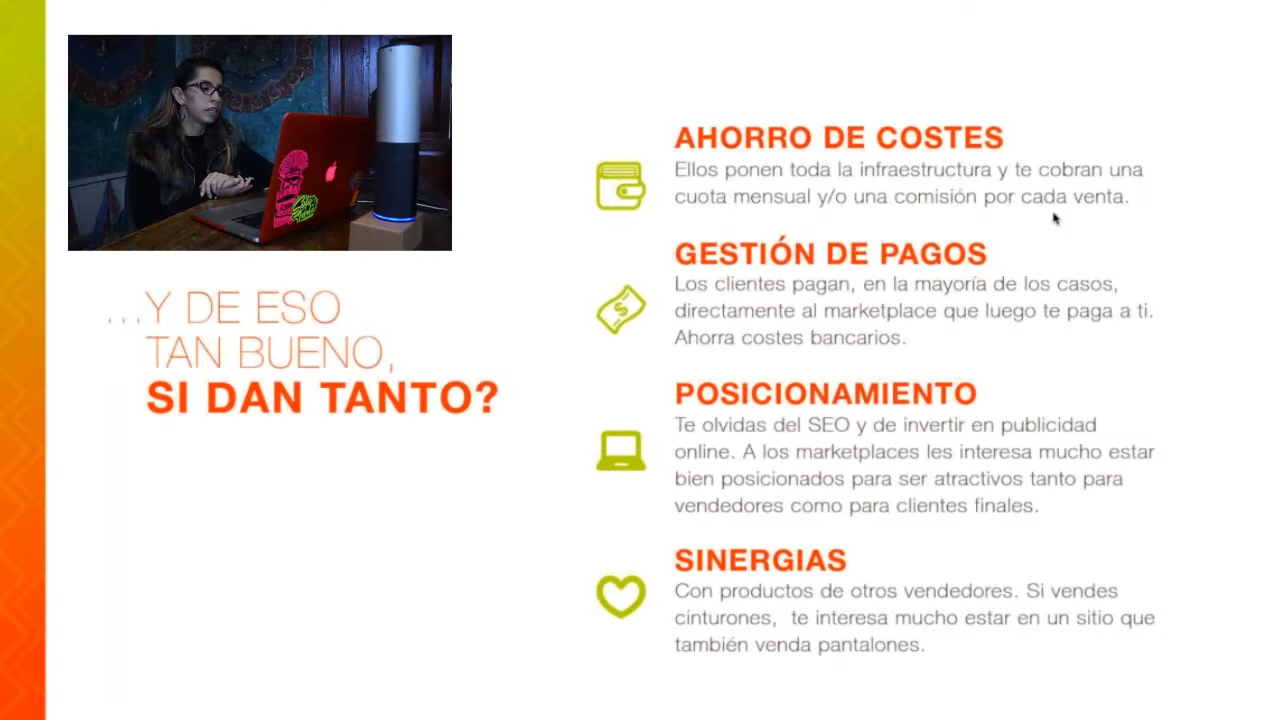 ...Y DE ESO
TAN BUENO,
SI DAN TANTO?
AHORRO DE COSTES
Ellos ponen toda la infraestructura y te cobran una
cuota mensual y/o una comisión por cada venta.
GESTIÓN DE PAGOS
Los clientes pagan, en la mayoría de los casos,
directamente al marketplace que luego te paga a ti.
Ahorra costes bancarios.
POSICIONAMIENTO
Te olvidas del SEO y de invertir en publicidad
online. A los marketplaces les interesa mucho estar
bien posicionados para ser atractivos tanto para
vendedores como para clientes finales.
SINERGIAS
Con productos de otros vendedores. Si vendes
cinturones, te interesa mucho estar en un sitio que
también venda pantalones.